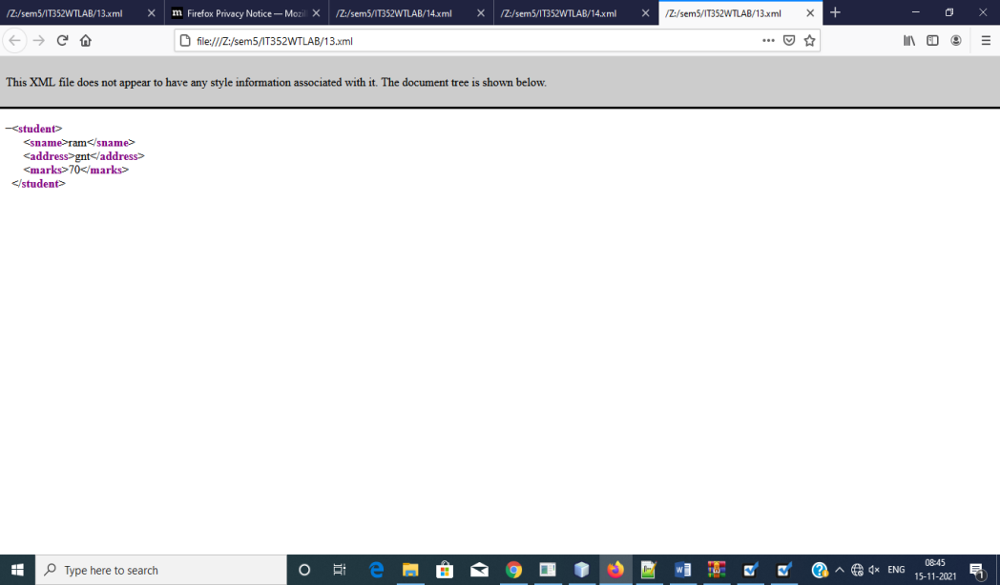 /Z:/sem5/IT352WTLAB/13.xml
m Firefox Privacy Notice — Mozil
/Z:/sem5/IT352WTLAB/14.xml
/Z:/sem5/IT352WTLAB/14.xml
/Z:/sem5/IT352WTLAB/13.xml
file:///Z:/sem5/IT352WTLAB/13.xml
This XML file does not appear to have any style information associated with it. The document tree is shown below.
−<student>
<sname>ram</sname>
<address>gnt</address>
<marks>70</marks>
</student>
Type here to search
ENG
08:45
15-11-2021
1